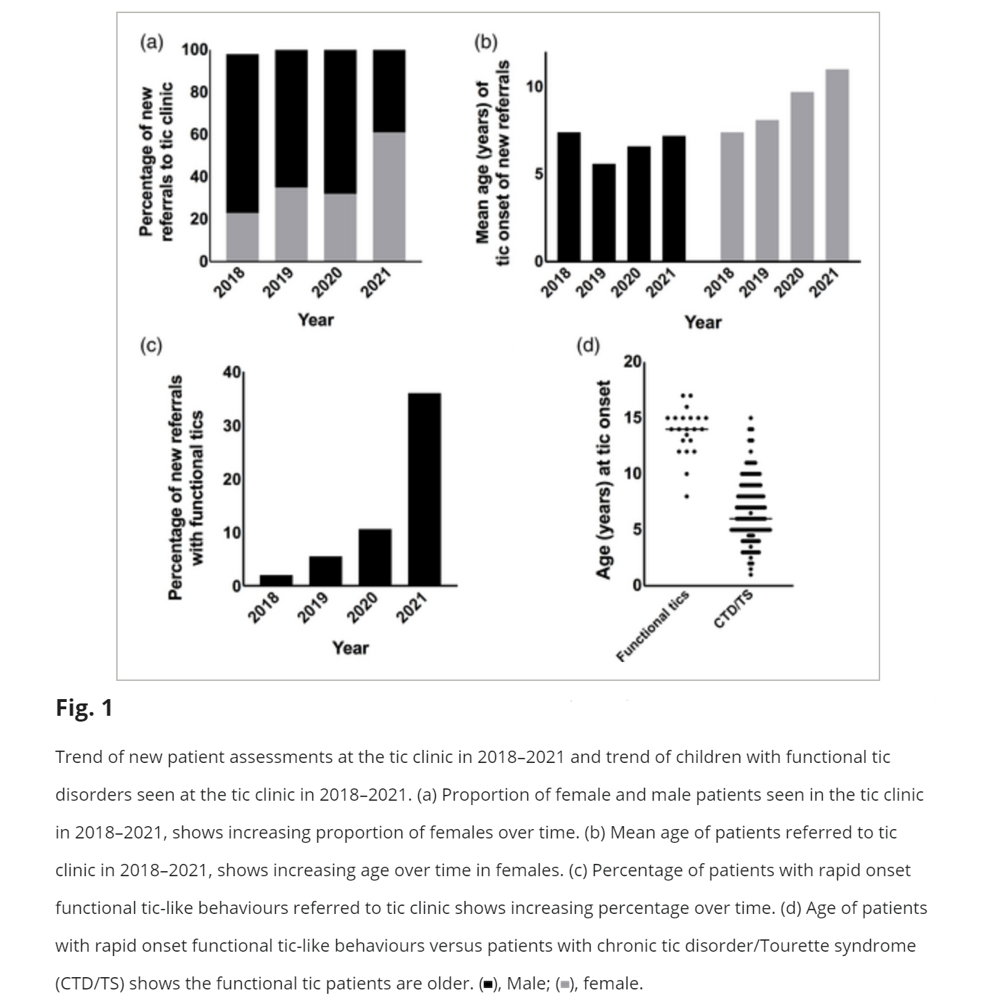 (a)
Percentage of new
referrals to tic clinic
100
80
60
40
20
0
2018
2019
2020
2021
Year
(b)
Mean age (years) of
tic onset of new referrals
10
5
0
2018
2019
2020
2021
2018
2019
2020
2021
Year
(c)
Percentage of new referrals
with functional tics
40
30
20
10
0
2018
2019
2020
2021
Year
(d)
Age (years) at tic onset
20
15
10
5
0
Functional tics
CTD/TS
Fig. 1
Trend of new patient assessments at the tic clinic in 2018–2021 and trend of children with functional tic
disorders seen at the tic clinic in 2018–2021. (a) Proportion of female and male patients seen in the tic clinic
in 2018–2021, shows increasing proportion of females over time. (b) Mean age of patients referred to tic
clinic in 2018–2021, shows increasing age over time in females. (c) Percentage of patients with rapid onset
functional tic-like behaviours referred to tic clinic shows increasing percentage over time. (d) Age of patients
with rapid onset functional tic-like behaviours versus patients with chronic tic disorder/Tourette syndrome
(CTD/TS) shows the functional tic patients are older. (■), Male; (■), female.